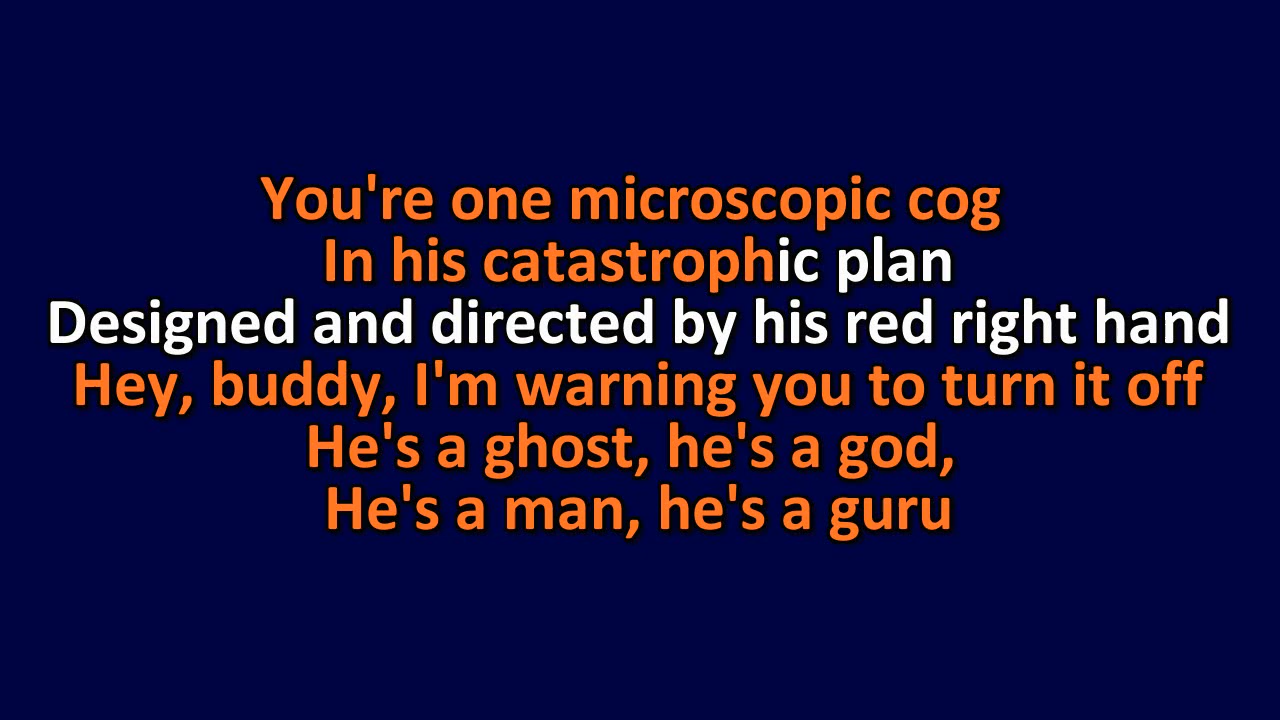 You're one microscopic cog
In his catastrophic plan
Designed and directed by his red right hand
Hey, buddy, I'm warning you to turn it off
He's a ghost, he's a god,
He's a man, he's a guru